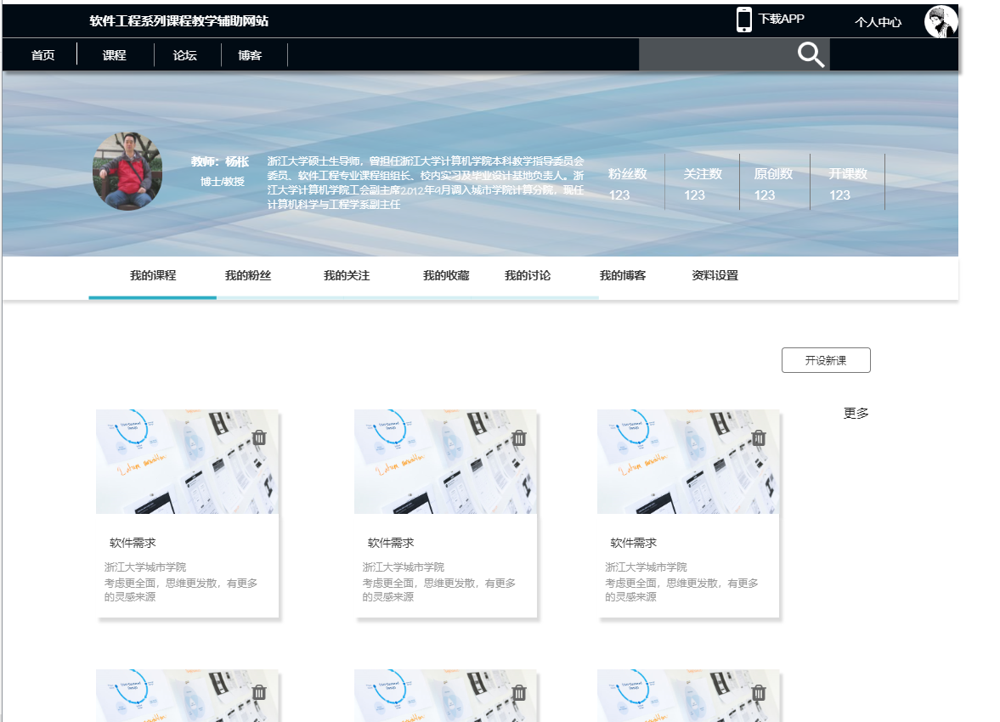 软件工程系列课程教学辅助网站
下载APP
个人中心
首页
课程
论坛
博客
教师：杨枨
博士/教授
浙江大学硕士生导师，曾担任浙江大学计算机学院本科教学指导委员会
委员、软件工程专业课程组组长、校内实习及毕业设计基地负责人。浙
江大学计算机学院工会副主席2012年9月调入城市学院计算分院，现任
计算机科学与工程学系副主任
粉丝数
关注数
原创数
开课数
123
123
123
123
我的课程
我的粉丝
我的关注
我的收藏
我的讨论
我的博客
资料设置
开设新课
更多
软件需求
浙江大学城市学院
考虑更全面，思维更发散，有更多
的灵感来源
软件需求
浙江大学城市学院
考虑更全面，思维更发散，有更多
的灵感来源
软件需求
浙江大学城市学院
考虑更全面，思维更发散，有更多
的灵感来源